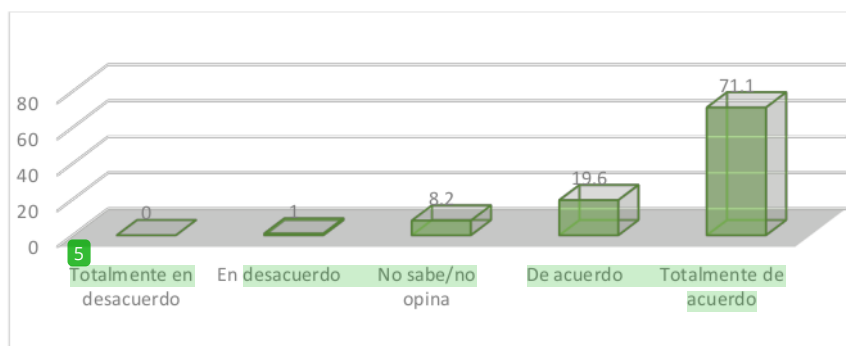 71.1
80
60
40
20
0
0
1
8.2
19.6
5
Totalmente en desacuerdo
En desacuerdo
No sabe/no opina
De acuerdo
Totalmente de acuerdo